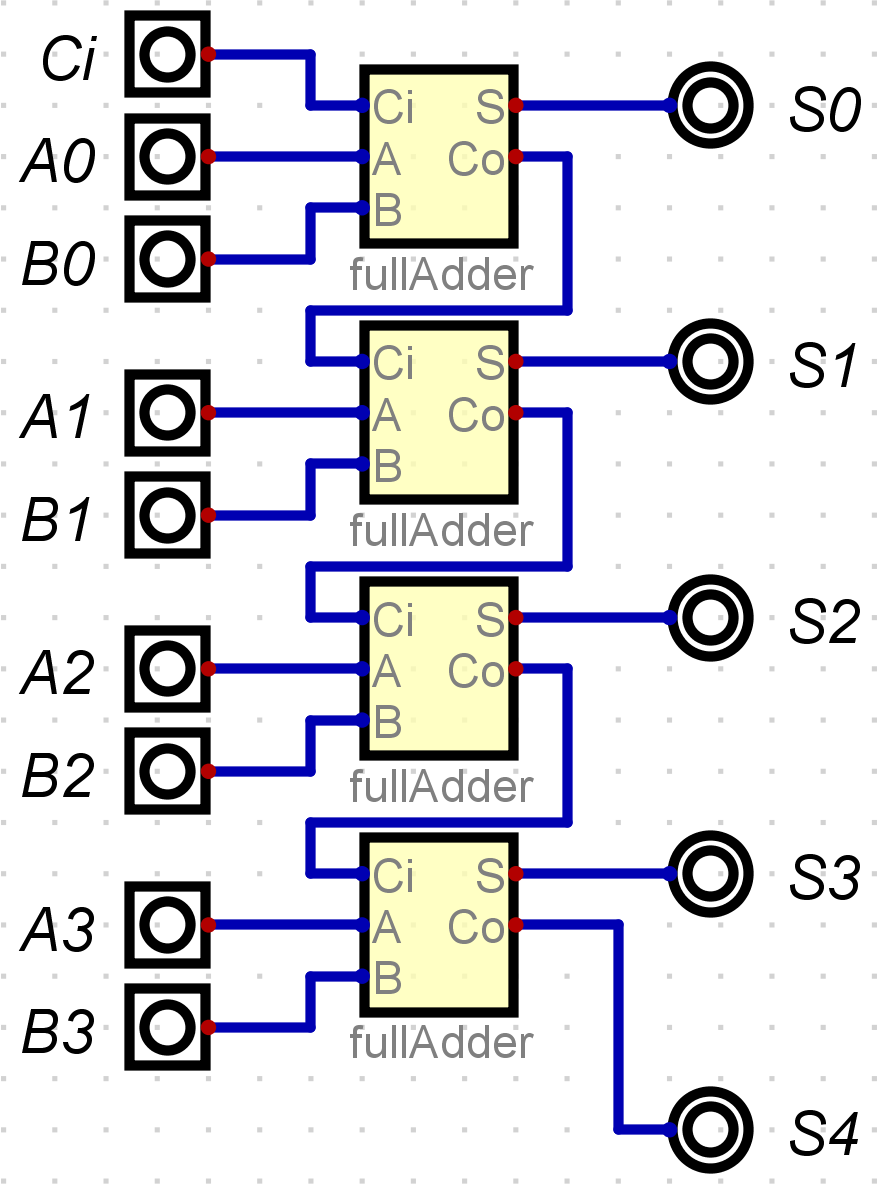 Ci
A0
B0
Ci S
A Co
B
fullAdder
S0
A1
B1
Ci S
A Co
B
fullAdder
S1
A2
B2
Ci S
A Co
B
fullAdder
S2
A3
B3
Ci S
A Co
B
fullAdder
S3
S4